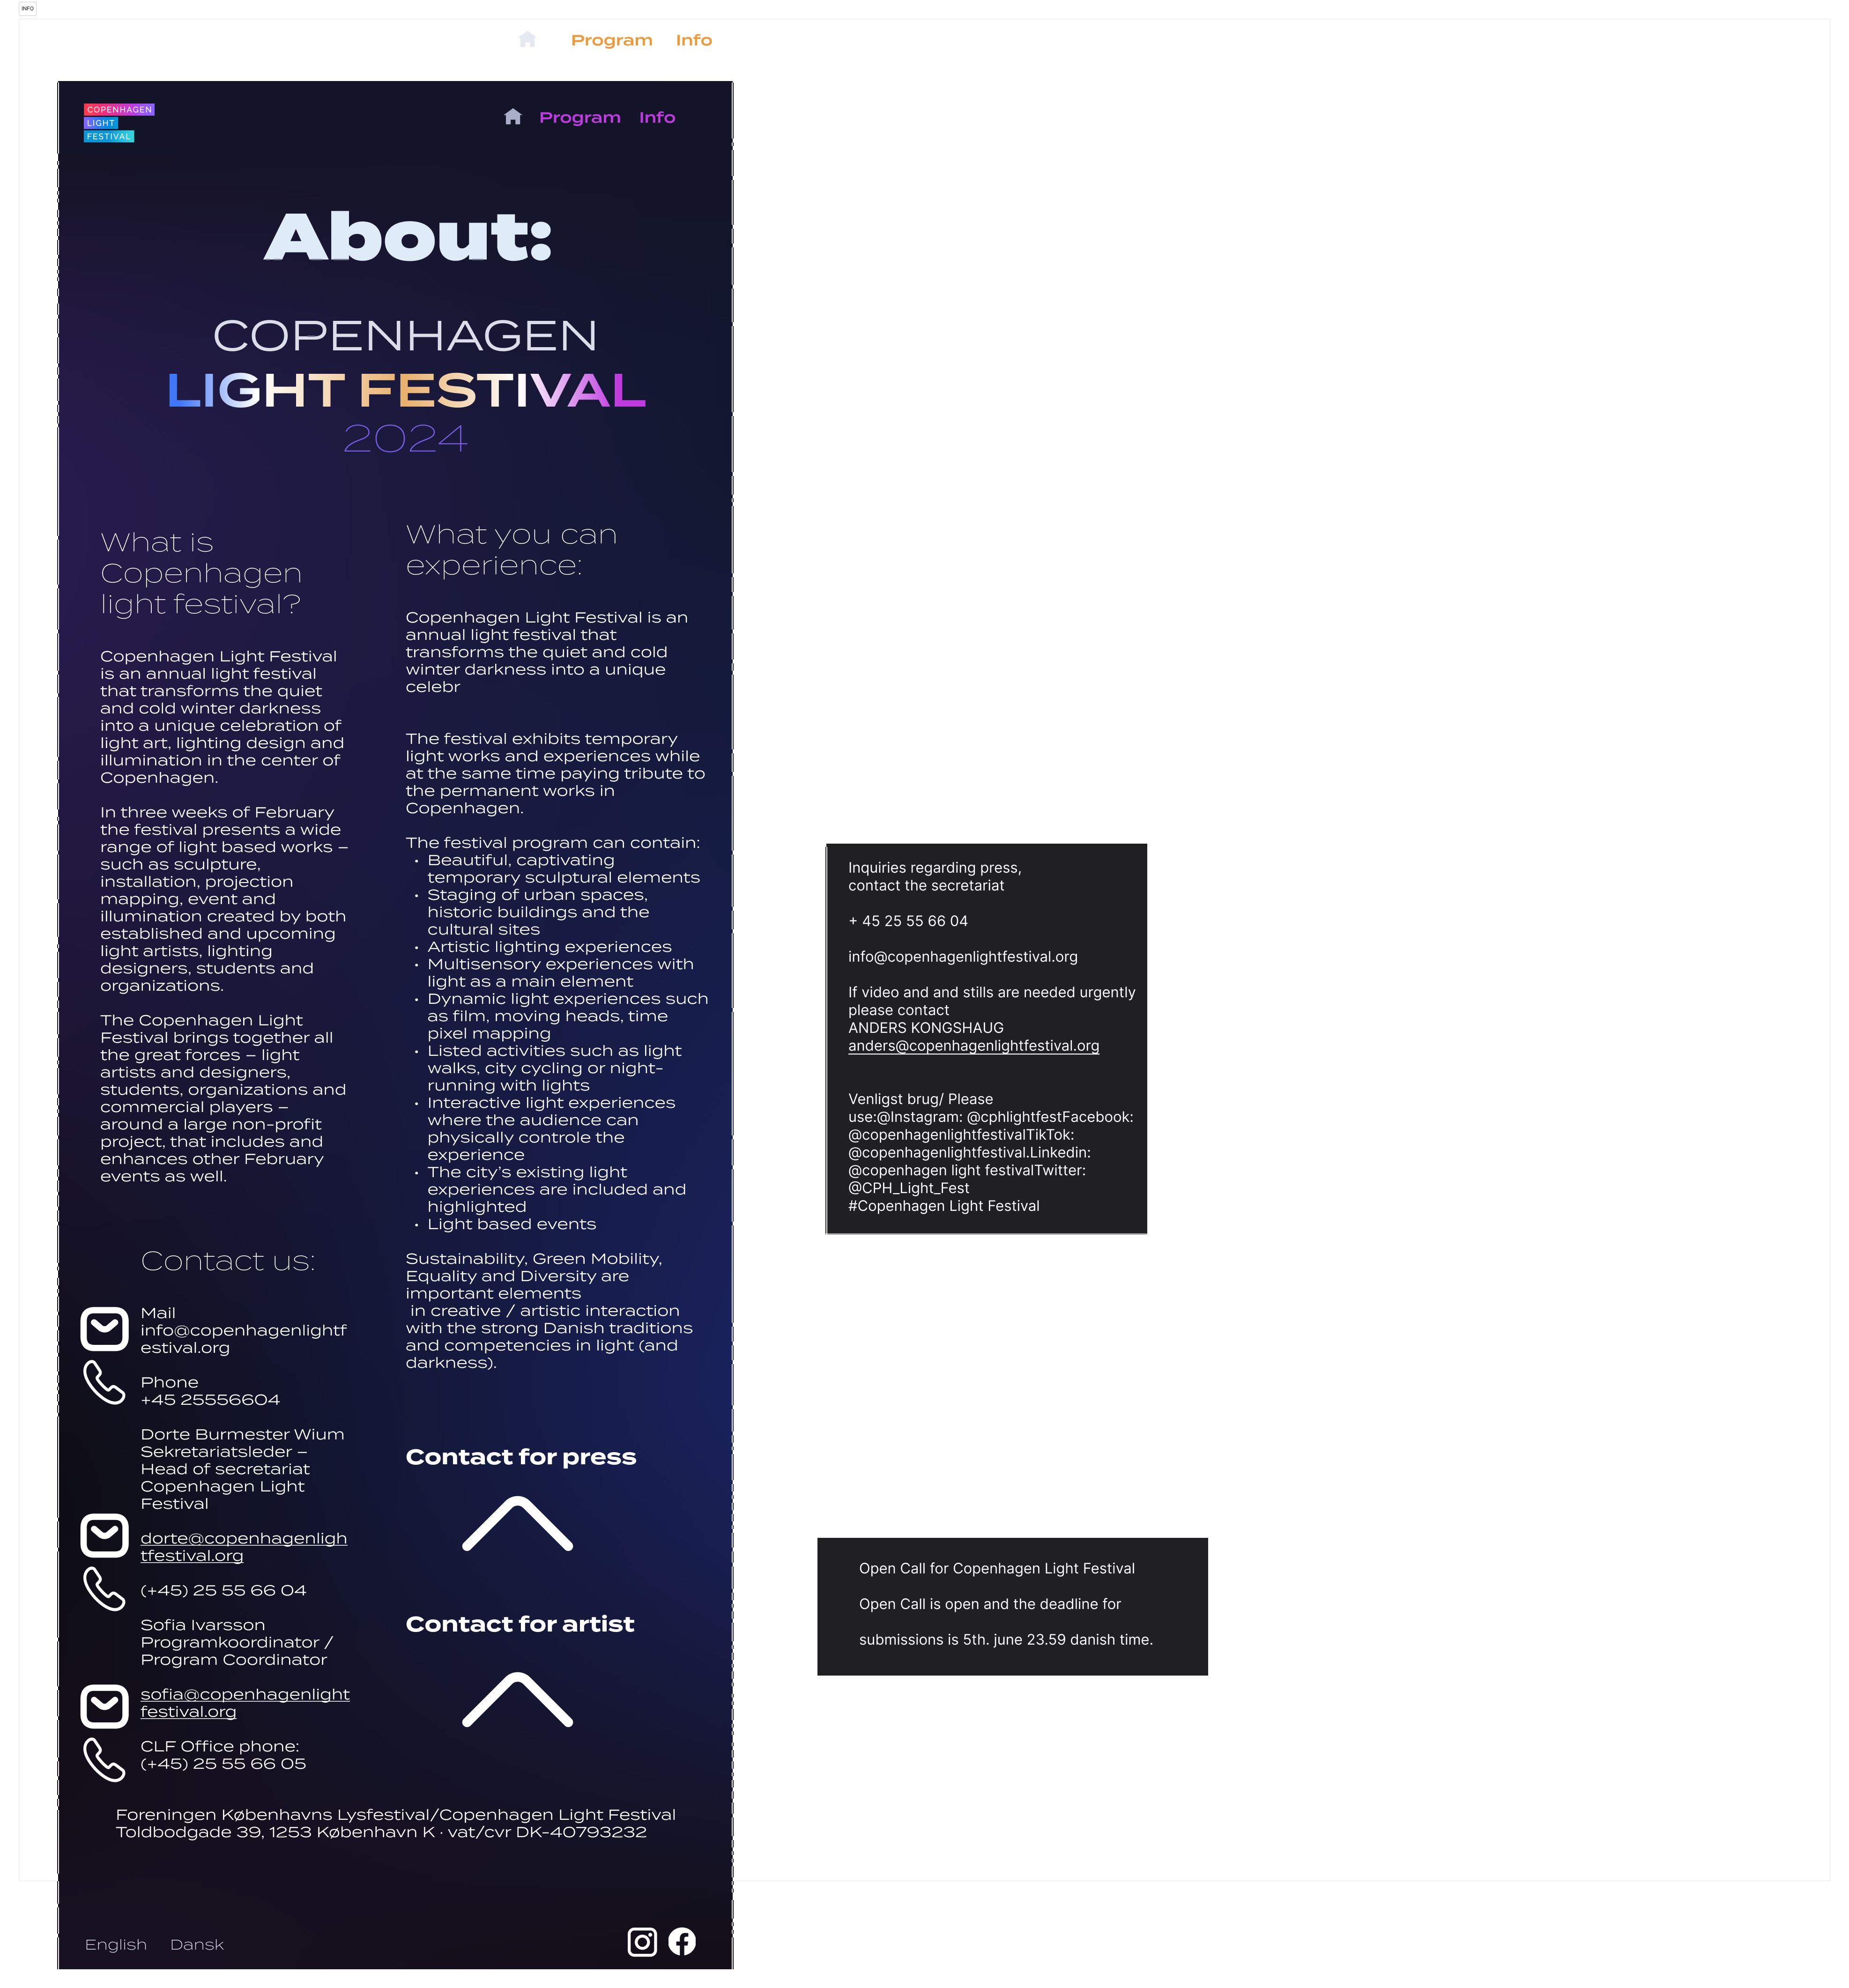 INFO
Program Info
COPENHAGEN
LIGHT
FESTIVAL
Program Info
About:
COPENHAGEN
LIGHT FESTIVAL
2024
What is
Copenhagen
light festival?
Copenhagen Light Festival
is an annual light festival
that transforms the quiet
and cold winter darkness
into a unique celebration of
light art, lighting design and
illumination in the center of
Copenhagen.
In three weeks of February
the festival presents a wide
range of light based works –
such as sculpture,
installation, projection
mapping, event and
illumination created by both
established and upcoming
light artists, lighting
designers, students and
organizations.
The Copenhagen Light
Festival brings together all
the great forces – light
artists and designers,
students, organizations and
commercial players –
around a large non-profit
project, that includes and
enhances other February
events as well.
Contact us:
Mail
info@copenhagenlightf
estival.org
Phone
+45 25556604
Dorte Burmester Wium
Sekretariatsleder –
Head of secretariat
Copenhagen Light
Festival
dorte@copenhagenligh
tfestival.org
(+45) 25 55 66 04
Sofia Ivarsson
Programkoordinator /
Program Coordinator
sofia@copenhagenlight
festival.org
CLF Office phone:
(+45) 25 55 66 05
What you can
experience:
Copenhagen Light Festival is an
annual light festival that
transforms the quiet and cold
winter darkness into a unique
celebr
The festival exhibits temporary
light works and experiences while
at the same time paying tribute to
the permanent works in
Copenhagen.
The festival program can contain:
• Beautiful, captivating
temporary sculptural elements
• Staging of urban spaces,
historic buildings and the
cultural sites
• Artistic lighting experiences
• Multisensory experiences with
light as a main element
• Dynamic light experiences such
as film, moving heads, time
pixel mapping
• Listed activities such as light
walks, city cycling or night-
running with lights
• Interactive light experiences
where the audience can
physically controle the
experience
• The city's existing light
experiences are included and
highlighted
• Light based events
Sustainability, Green Mobility,
Equality and Diversity are
important elements
in creative / artistic interaction
with the strong Danish traditions
and competencies in light (and
darkness).
Contact for press
Contact for artist
Foreningen Københavns Lysfestival/Copenhagen Light Festival
Toldbodgade 39, 1253 København K · vat/cvr DK-40793232
English Dansk
Inquiries regarding press,
contact the secretariat
+ 45 25 55 66 04
info@copenhagenlightfestival.org
If video and and stills are needed urgently
please contact
ANDERS KONGSHAUG
anders@copenhagenlightfestival.org
Venligst brug/ Please
use:@Instagram: @cphlightfestFacebook:
@copenhagenlightfestivalTikTok:
@copenhagenlightfestival.Linkedin:
@copenhagen light festivalTwitter:
@CPH_Light_Fest
#Copenhagen Light Festival
Open Call for Copenhagen Light Festival
Open Call is open and the deadline for
submissions is 5th. june 23.59 danish time.